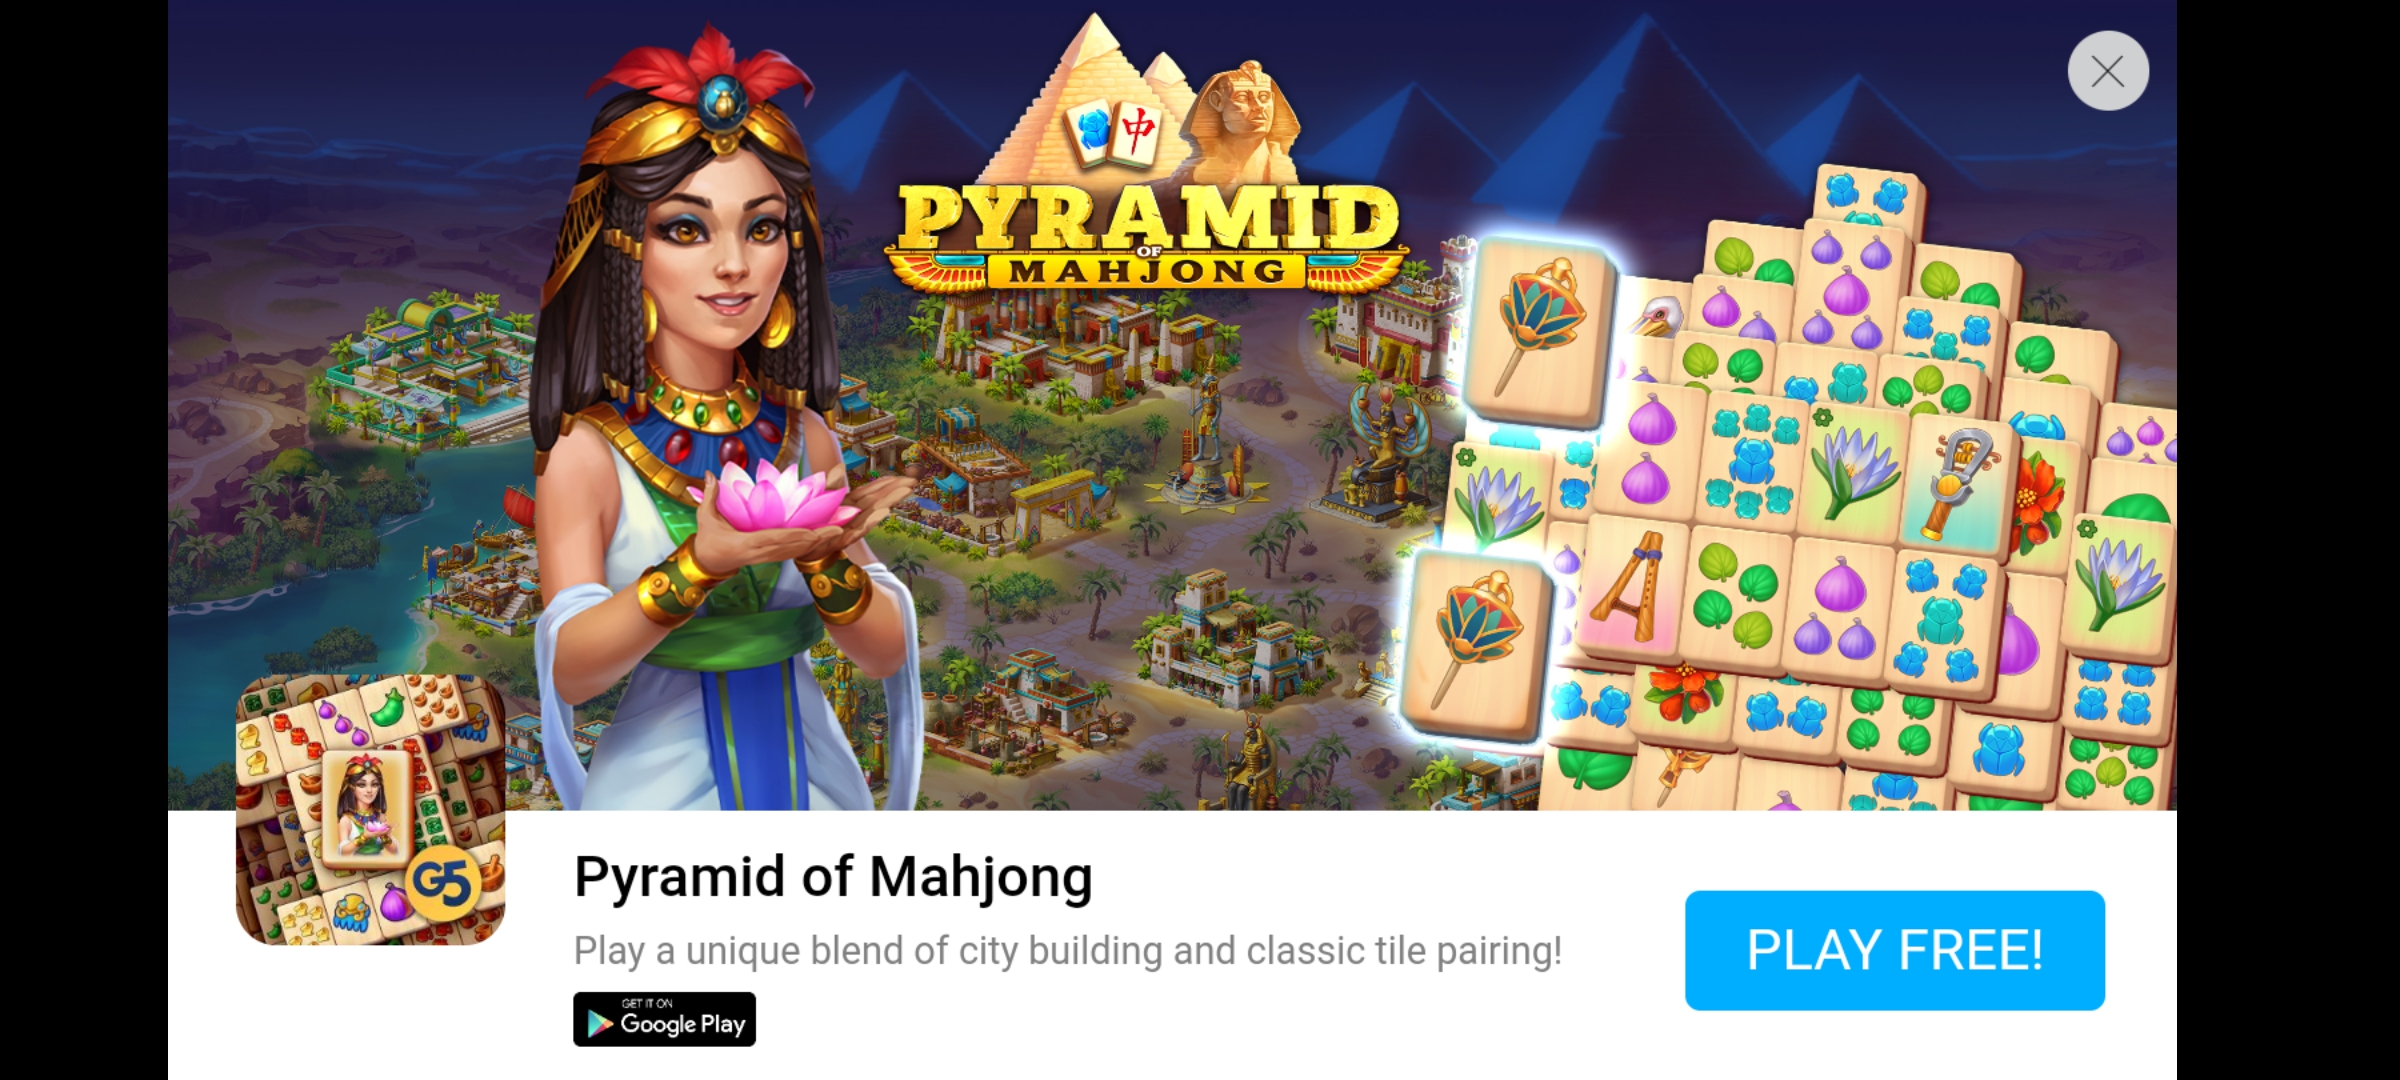 中
PYRAMID
OF
MAHJONG
G5
Pyramid of Mahjong
Play a unique blend of city building and classic tile pairing!
PLAY FREE!
GET IT ON
Google Play